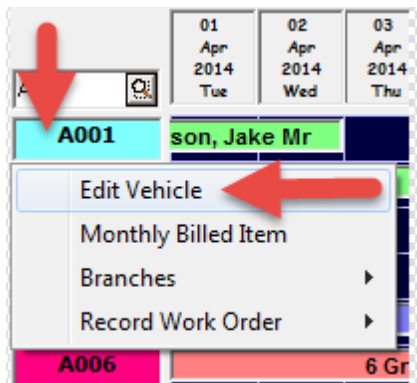 01 02 03
Apr Apr Apr
2014 2014 2014
Tue Wed Thu
A001 son, Jake Mr
Edit Vehicle
Monthly Billed Item
Branches
Record Work Order
A006 6 Gr